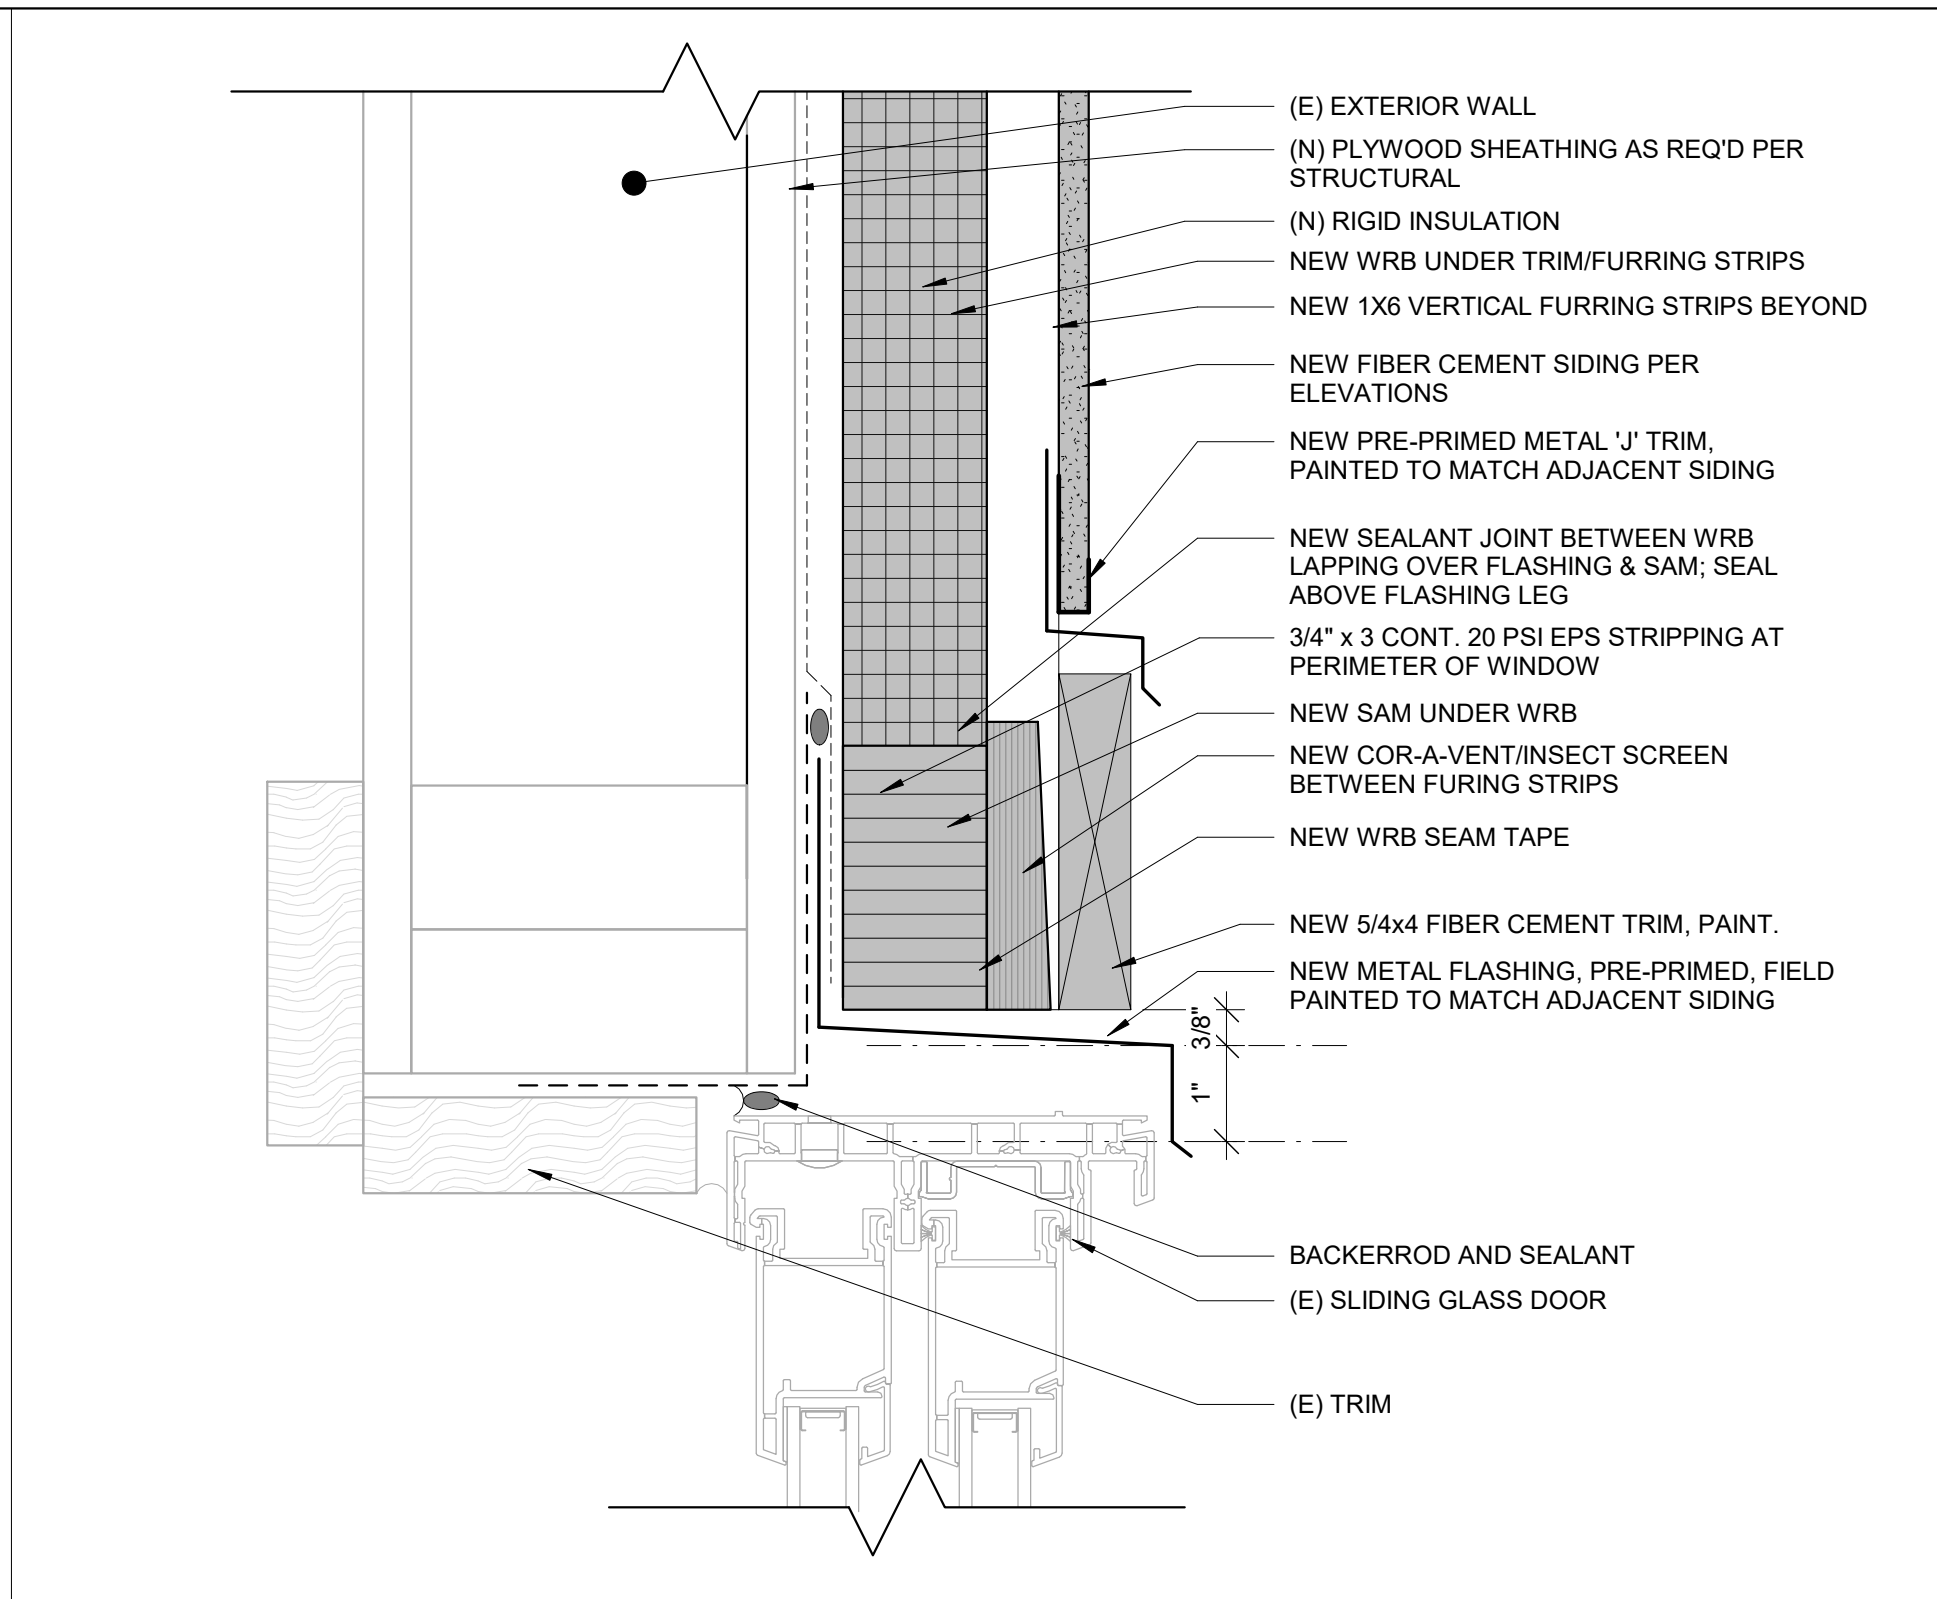 (E) EXTERIOR WALL
(N) PLYWOOD SHEATHING AS REQ'D PER
STRUCTURAL
(N) RIGID INSULATION
NEW WRB UNDER TRIM/FURRING STRIPS
NEW 1X6 VERTICAL FURRING STRIPS BEYOND
NEW FIBER CEMENT SIDING PER
ELEVATIONS
NEW PRE-PRIMED METAL 'J' TRIM,
PAINTED TO MATCH ADJACENT SIDING
NEW SEALANT JOINT BETWEEN WRB
LAPPING OVER FLASHING & SAM; SEAL
ABOVE FLASHING LEG
3/4" x 3 CONT. 20 PSI EPS STRIPPING AT
PERIMETER OF WINDOW
NEW SAM UNDER WRB
NEW COR-A-VENT/INSECT SCREEN
BETWEEN FURING STRIPS
NEW WRB SEAM TAPE
NEW 5/4x4 FIBER CEMENT TRIM, PAINT.
NEW METAL FLASHING, PRE-PRIMED, FIELD
PAINTED TO MATCH ADJACENT SIDING
3/8"
1"
BACKERROD AND SEALANT
(E) SLIDING GLASS DOOR
(E) TRIM